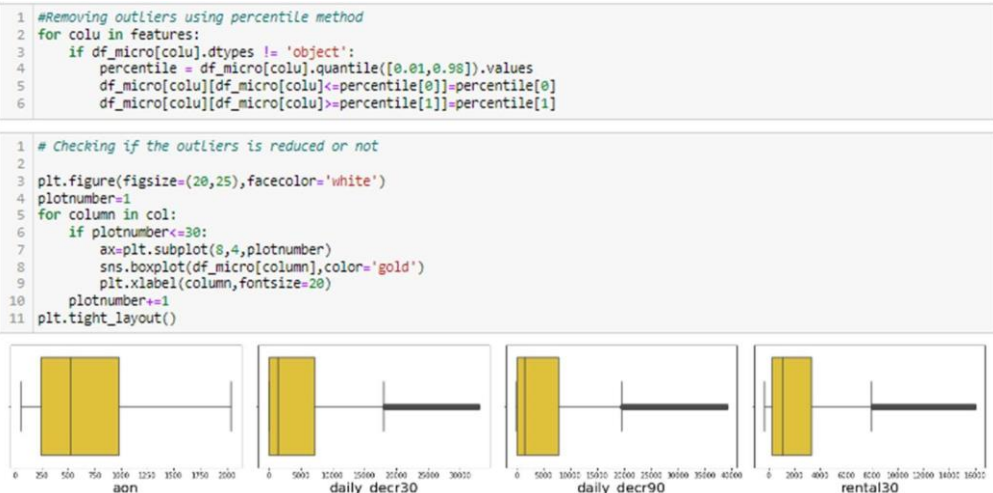 1 #Removing outliers using percentile method
2 for colu in features:
3 if df_micro[colu].dtypes != 'object':
4 percentile = df_micro[colu].quantile([0.01,0.98]).values
5 df_micro[colu][df_micro[colu]<=percentile[0]]=percentile[0]
6 df_micro[colu][df_micro[colu]>=percentile[1]]=percentile[1]
1 # Checking if the outliers is reduced or not
2
3 plt.figure(figsize=(20,25),facecolor='white')
4 plotnumber=1
5 for column in col:
6 if plotnumber<=30:
7 ax=plt.subplot(8,4,plotnumber)
8 sns.boxplot(df_micro[column],color='gold')
9 plt.xlabel(column,fontsize=20)
10 plotnumber+=1
11 plt.tight_layout()
0 250 500 750 1000 1250 1500 1750 2000
aon
0 5000 10000 15000 20000 25000 30000
daily_decr30
0 5000 10000 15000 20000 25000 30000 35000 40000
daily_decr90
0 2000 4000 6000 8000 10000 12000 14000 16000
rental30